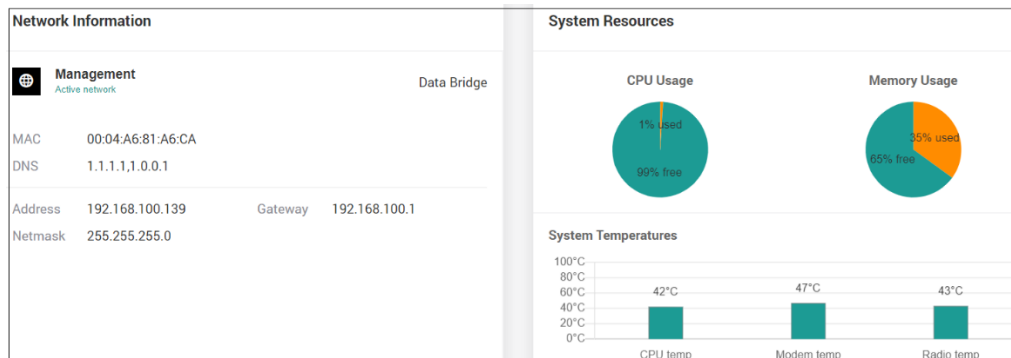 Network Information
Management
Active network
Data Bridge
MAC 00:04:A6:81:A6:CA
DNS 1.1.1.1,1.0.0.1
Address 192.168.100.139 Gateway 192.168.100.1
Netmask 255.255.255.0
System Resources
CPU Usage Memory Usage
1% used
99% free
35% used
65% free
System Temperatures
100°C
80°C
60°C
40°C
20°C
0°C
42°C 47°C 43°C
CPU temp Modem temp Radio temp